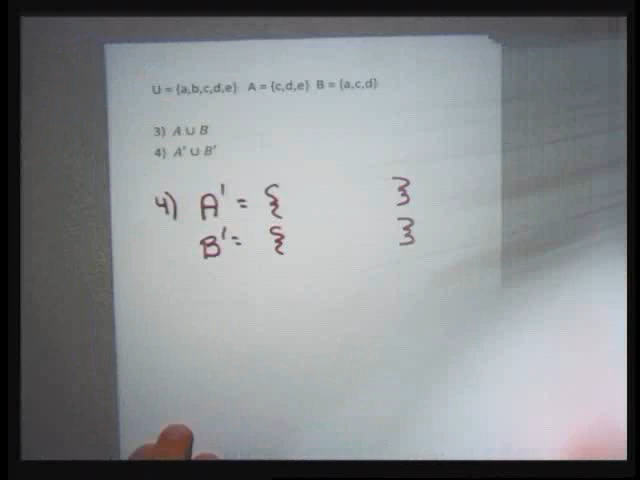 U = {a,b,c,d,e} A = {c,d,e} B = {a,c,d}
3) A ∪ B
4) A' ∪ B'
4) A' = { }
B' = { }